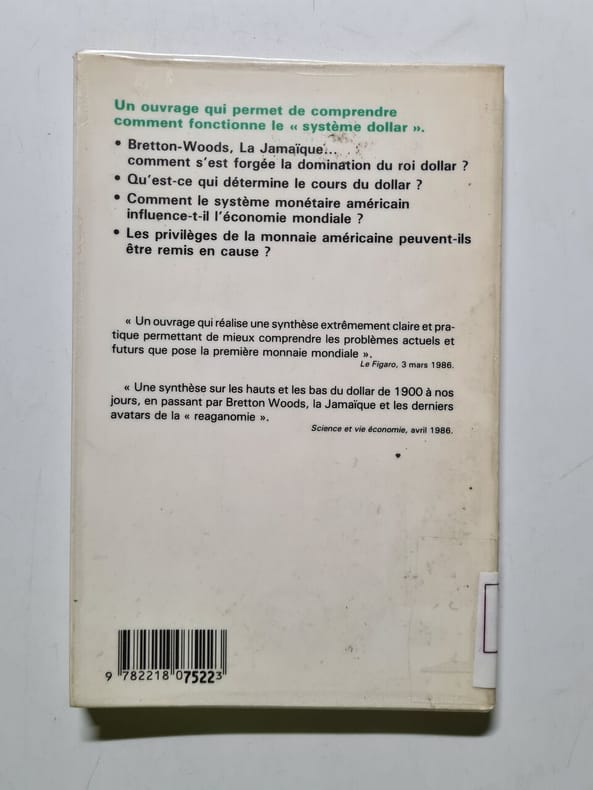 Un ouvrage qui permet de comprendre
comment fonctionne le « système dollar ».
• Bretton-Woods, La Jamaïque...
comment s'est forgée la domination du roi dollar ?
• Qu'est-ce qui détermine le cours du dollar ?
• Comment le système monétaire américain
influence-t-il l'économie mondiale ?
• Les privilèges de la monnaie américaine peuvent-ils
être remis en cause ?
« Un ouvrage qui réalise une synthèse extrêmement claire et pra-
tique permettant de mieux comprendre les problèmes actuels et
futurs que pose la première monnaie mondiale ».
Le Figaro, 3 mars 1986.
« Une synthèse sur les hauts et les bas du dollar de 1900 à nos
jours, en passant par Bretton Woods, la Jamaïque et les derniers
avatars de la « reaganomie ».
Science et vie économie, avril 1986.
9 782218 075223